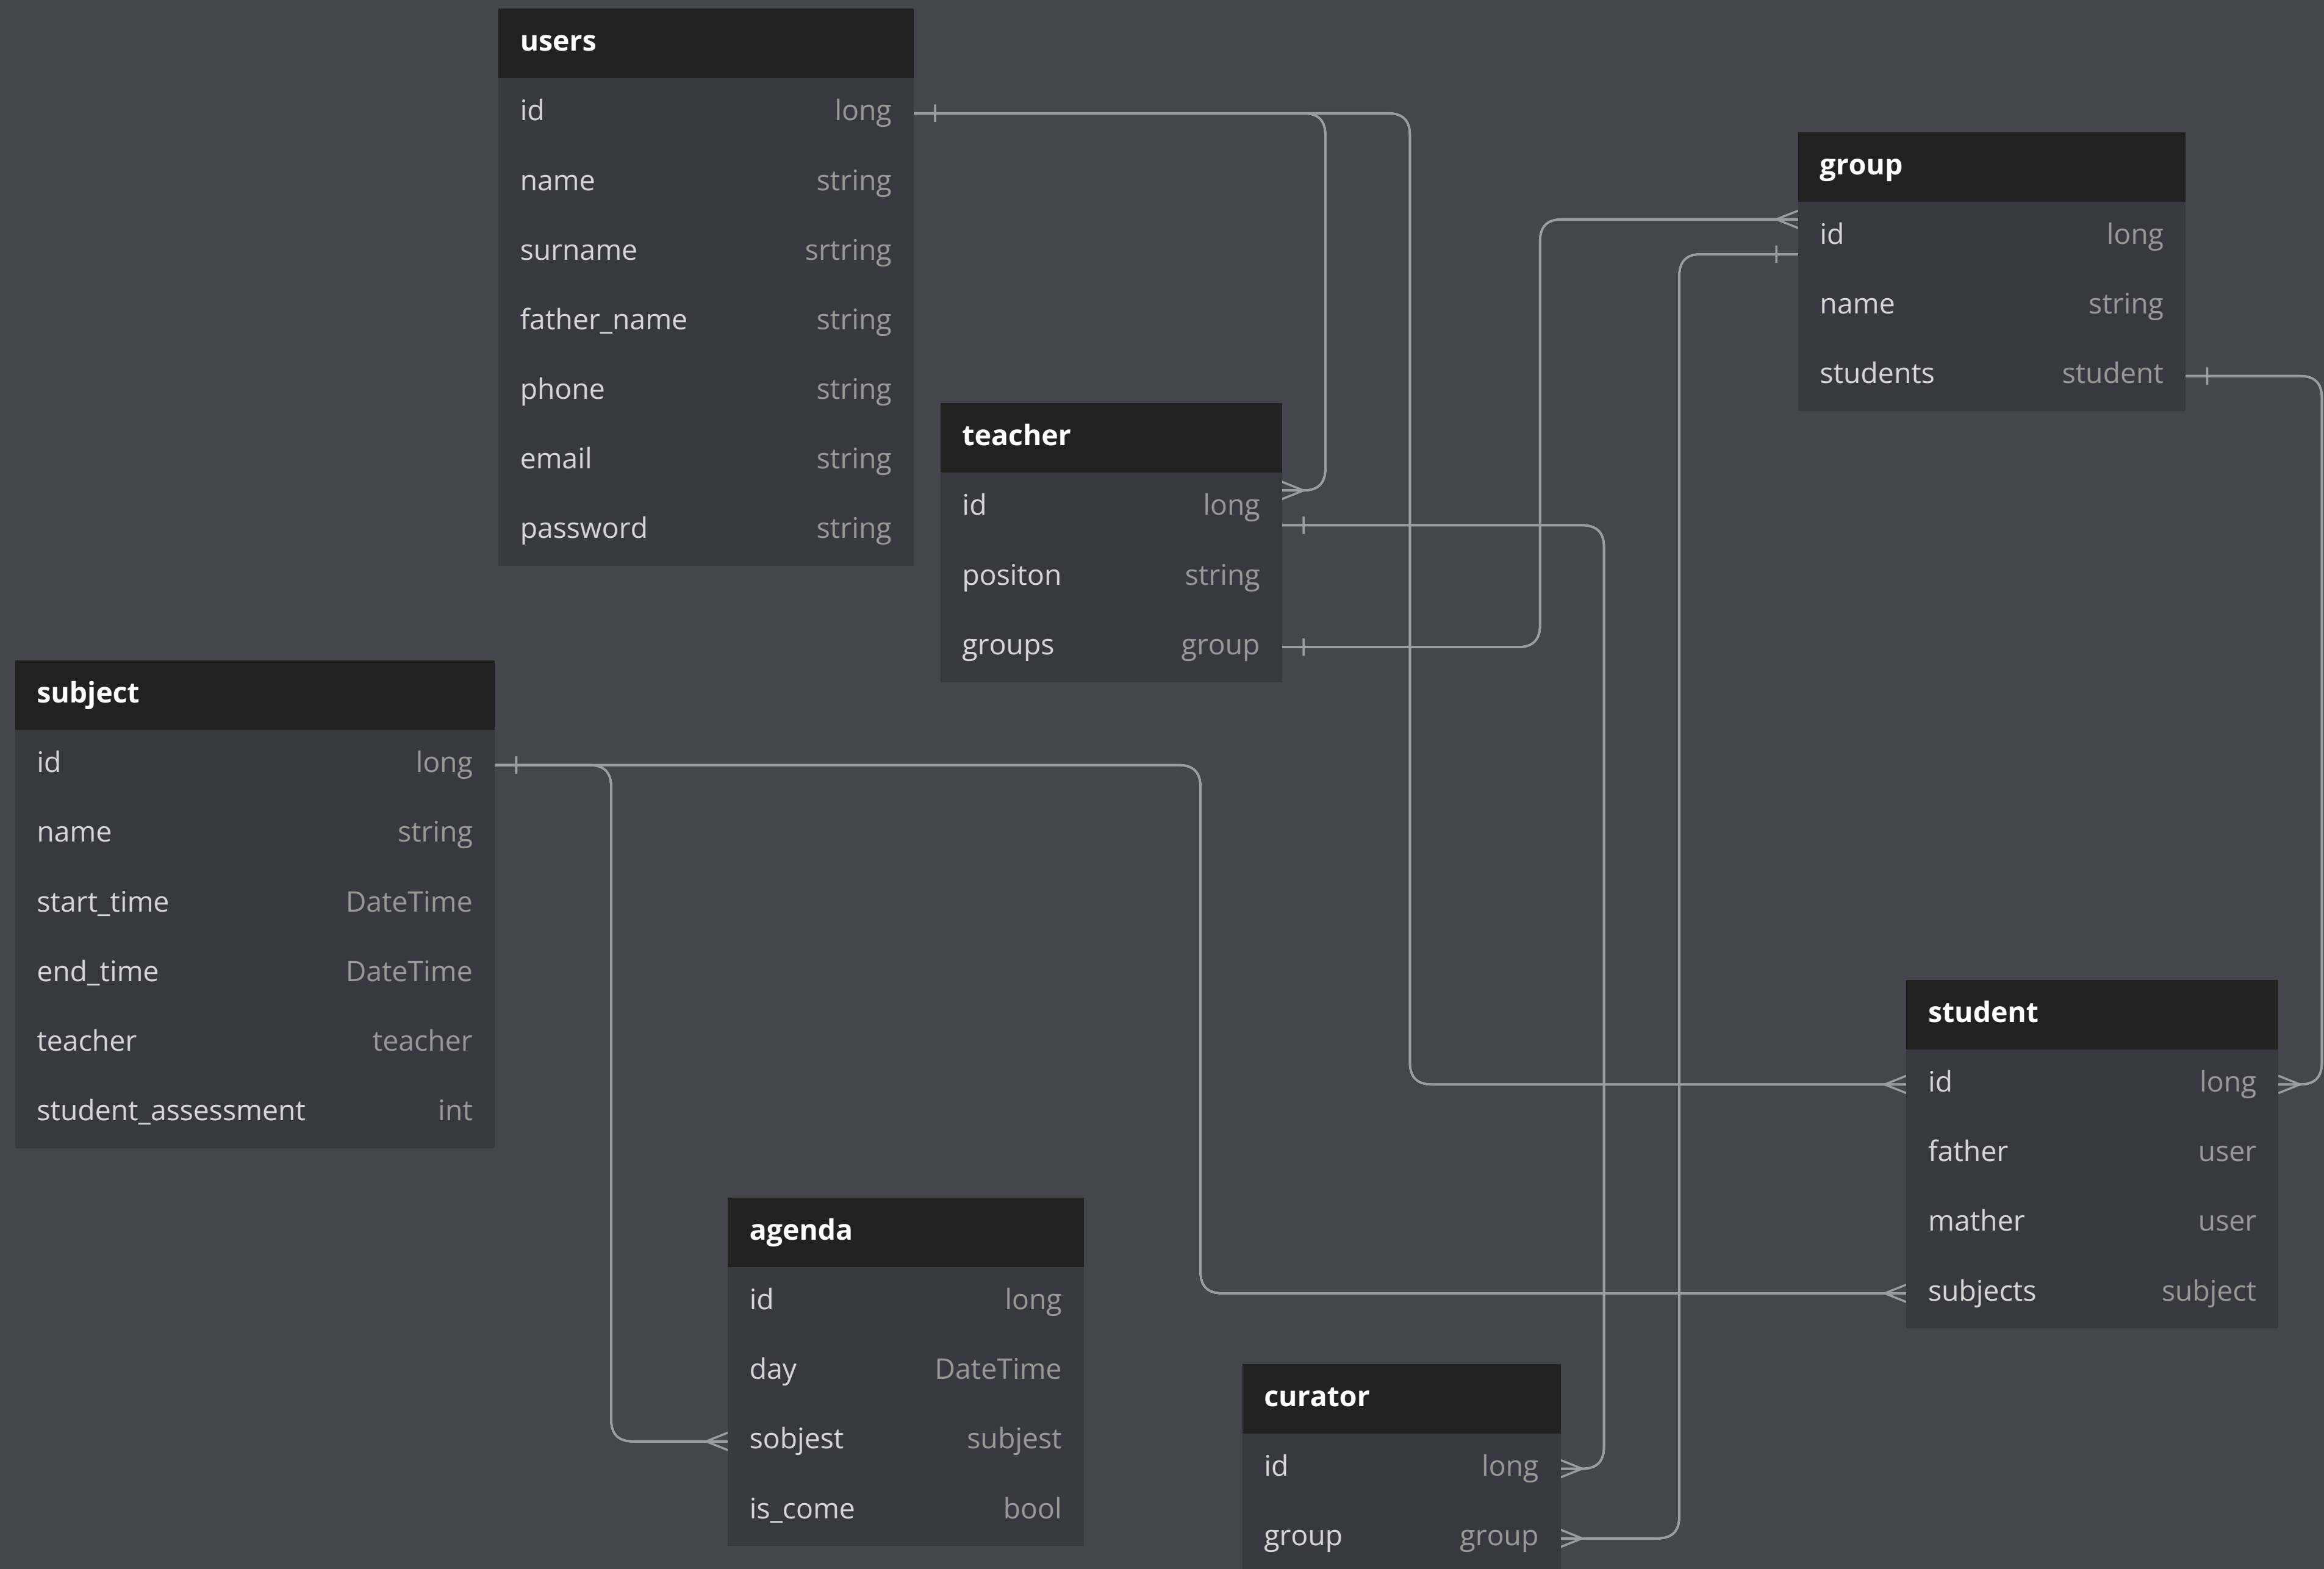 users
id long
name string
surname srtring
father_name string
phone string
email string
password string
group
id long
name string
students student
teacher
id long
positon string
groups group
subject
id long
name string
start_time DateTime
end_time DateTime
teacher teacher
student_assessment int
student
id long
father user
mather user
subjects subject
agenda
id long
day DateTime
sobjest subjest
is_come bool
curator
id long
group group